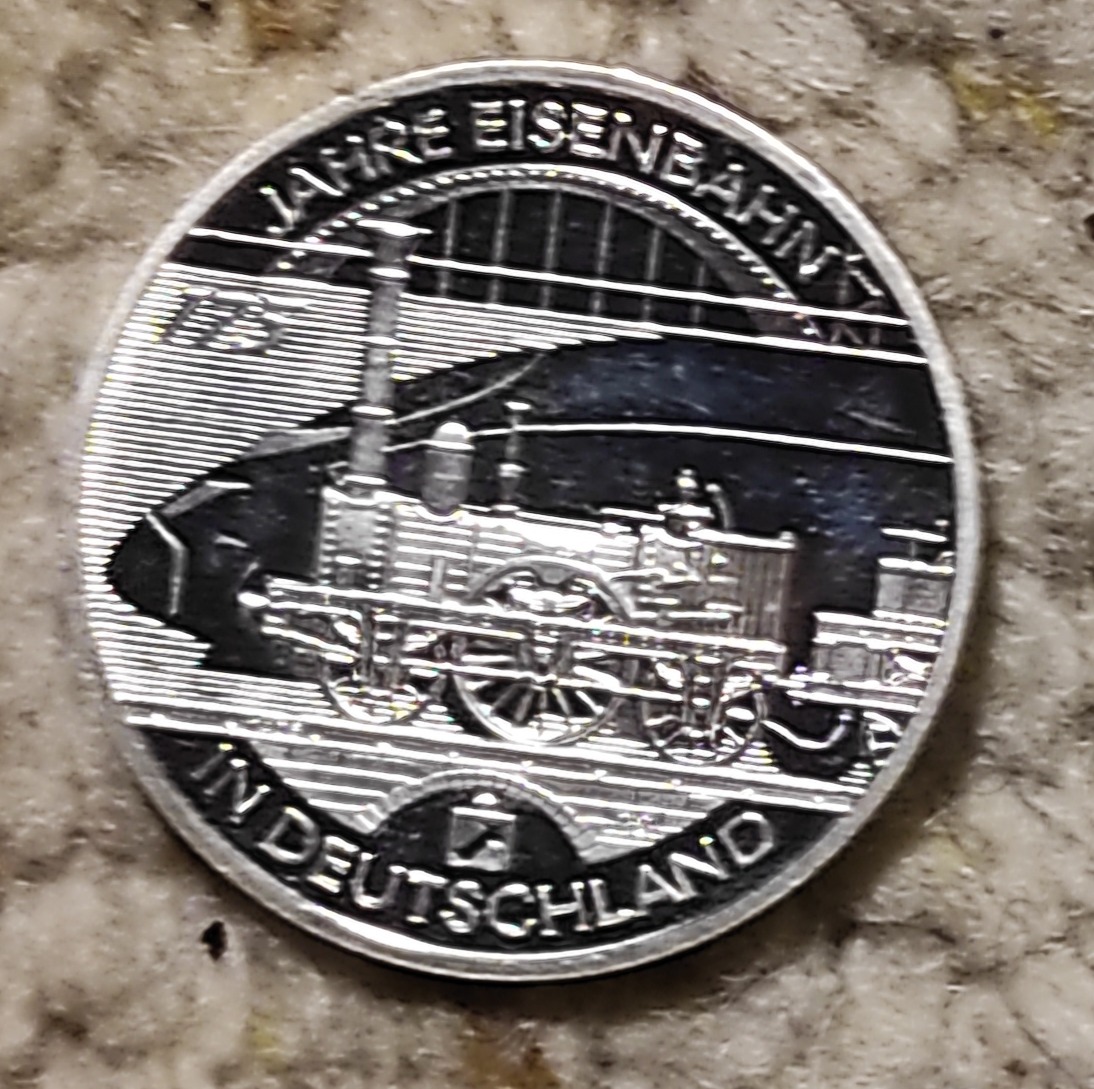 175
JAHRE EISENBAHN
IN DEUTSCHLAND